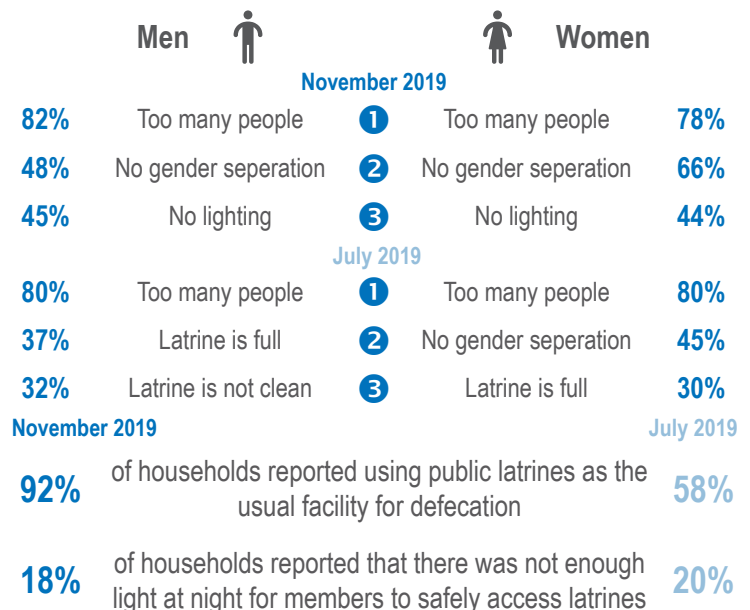 Men Women
November 2019
82% Too many people 1 Too many people 78%
48% No gender seperation 2 No gender seperation 66%
45% No lighting 3 No lighting 44%
July 2019
80% Too many people 1 Too many people 80%
37% Latrine is full 2 No gender seperation 45%
32% Latrine is not clean 3 Latrine is full 30%
November 2019 July 2019
92% of households reported using public latrines as the usual facility for defecation 58%
18% of households reported that there was not enough light at night for members to safely access latrines 20%